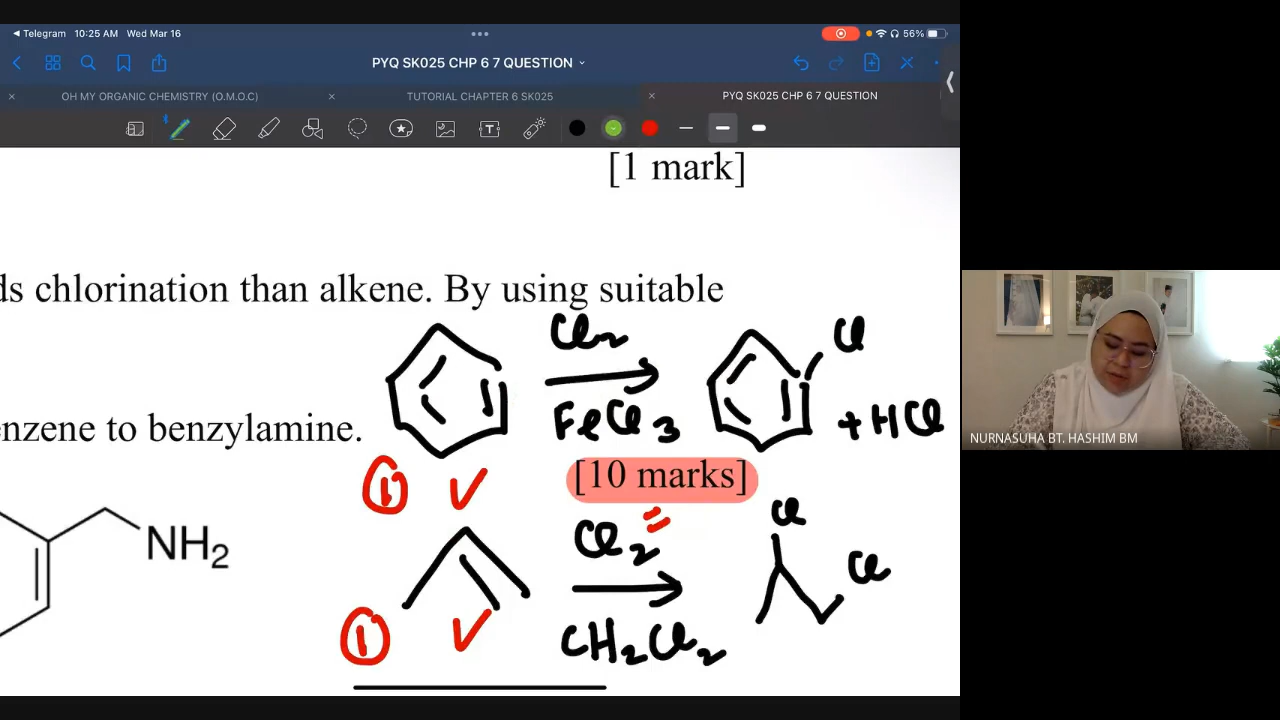 Telegram 10:25 AM Wed Mar 16
56%
PYQ SK025 CHP 6 7 QUESTION
OH MY ORGANIC CHEMISTRY (O.M.O.C)
TUTORIAL CHAPTER 6 SK025
PYQ SK025 CHP 6 7 QUESTION
[1 mark]
ds chlorination than alkene. By using suitable
Cl2
Cl
FeCl3
+ HCl
enzene to benzylamine.
[10 marks]
1
Cl2
Cl
Cl
NH2
1
CH2Cl2
NURNASUHA BT. HASHIM BM